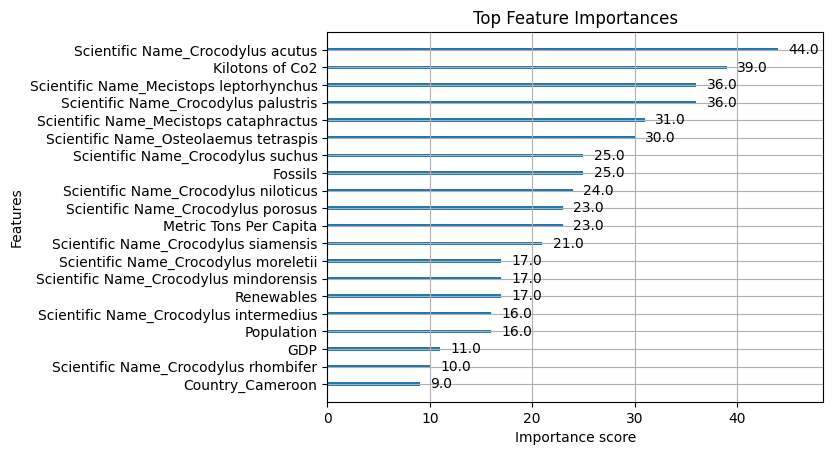 Top Feature Importances
Scientific Name_Crocodylus acutus 44.0
Kilotons of Co2 39.0
Scientific Name_Mecistops leptorhynchus 36.0
Scientific Name_Crocodylus palustris 36.0
Scientific Name_Mecistops cataphractus 31.0
Scientific Name_Osteolaemus tetraspis 30.0
Scientific Name_Crocodylus suchus 25.0
Fossils 25.0
Scientific Name_Crocodylus niloticus 24.0
Scientific Name_Crocodylus porosus 23.0
Metric Tons Per Capita 23.0
Scientific Name_Crocodylus siamensis 21.0
Scientific Name_Crocodylus moreletii 17.0
Scientific Name_Crocodylus mindorensis 17.0
Renewables 17.0
Scientific Name_Crocodylus intermedius 16.0
Population 16.0
GDP 11.0
Scientific Name_Crocodylus rhombifer 10.0
Country_Cameroon 9.0
Features
0 10 20 30 40
Importance score